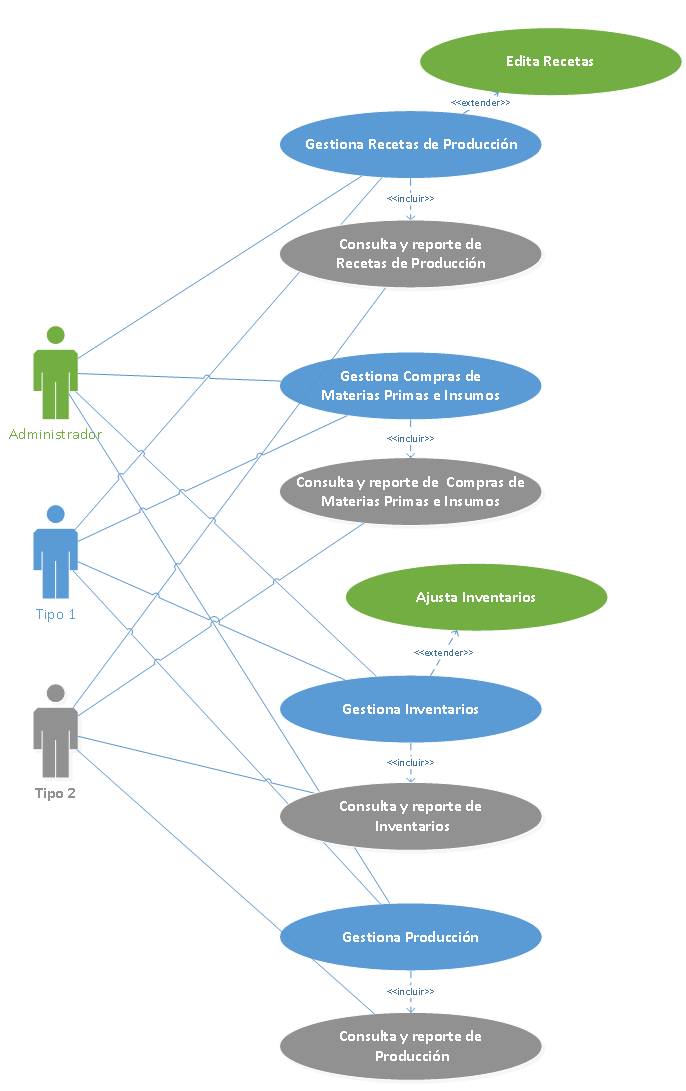 Edita Recetas
<<extender>>
Gestiona Recetas de Producción
<<incluir>>
Consulta y reporte de
Recetas de Producción
Administrador
Gestiona Compras de
Materias Primas e Insumos
<<incluir>>
Consulta y reporte de Compras de
Materias Primas e Insumos
Tipo 1
Ajusta Inventarios
<<extender>>
Gestiona Inventarios
<<incluir>>
Tipo 2
Consulta y reporte de
Inventarios
Gestiona Producción
<<incluir>>
Consulta y reporte de
Producción